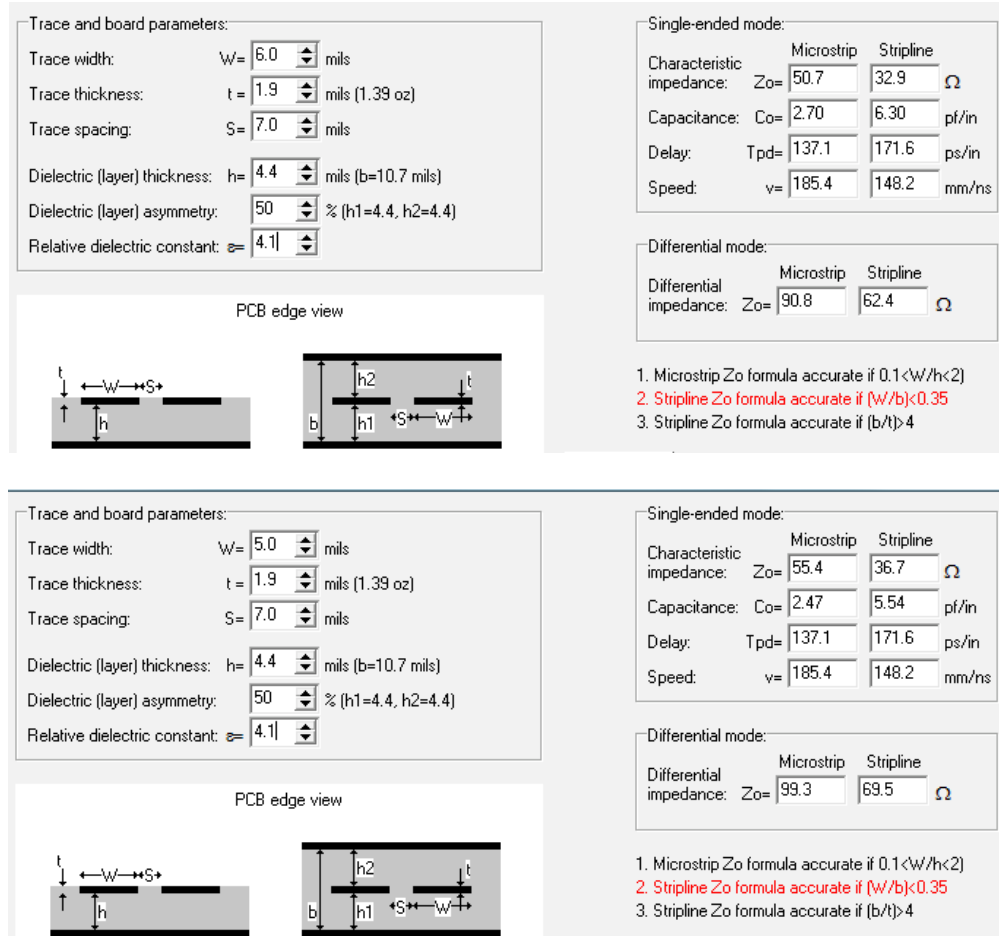 Trace and board parameters:
Trace width: W= 6.0 mils
Trace thickness: t = 1.9 mils (1.39 oz)
Trace spacing: S= 7.0 mils
Dielectric (layer) thickness: h= 4.4 mils (b=10.7 mils)
Dielectric (layer) asymmetry: 50 % (h1=4.4, h2=4.4)
Relative dielectric constant: ε= 4.1
PCB edge view
t W S h
b h2 h1 S W t
Single-ended mode:
Microstrip Stripline
Characteristic
impedance: Zo= 50.7 32.9 Ω
Capacitance: Co= 2.70 6.30 pf/in
Delay: Tpd= 137.1 171.6 ps/in
Speed: v= 185.4 148.2 mm/ns
Differential mode:
Microstrip Stripline
Differential
impedance: Zo= 90.8 62.4 Ω
1. Microstrip Zo formula accurate if 0.1<W/h<2)
2. Stripline Zo formula accurate if (W/b)<0.35
3. Stripline Zo formula accurate if (b/t)>4
Trace and board parameters:
Trace width: W= 5.0 mils
Trace thickness: t = 1.9 mils (1.39 oz)
Trace spacing: S= 7.0 mils
Dielectric (layer) thickness: h= 4.4 mils (b=10.7 mils)
Dielectric (layer) asymmetry: 50 % (h1=4.4, h2=4.4)
Relative dielectric constant: ε= 4.1
PCB edge view
t W S h
b h2 h1 S W t
Single-ended mode:
Microstrip Stripline
Characteristic
impedance: Zo= 55.4 36.7 Ω
Capacitance: Co= 2.47 5.54 pf/in
Delay: Tpd= 137.1 171.6 ps/in
Speed: v= 185.4 148.2 mm/ns
Differential mode:
Microstrip Stripline
Differential
impedance: Zo= 99.3 69.5 Ω
1. Microstrip Zo formula accurate if 0.1<W/h<2)
2. Stripline Zo formula accurate if (W/b)<0.35
3. Stripline Zo formula accurate if (b/t)>4